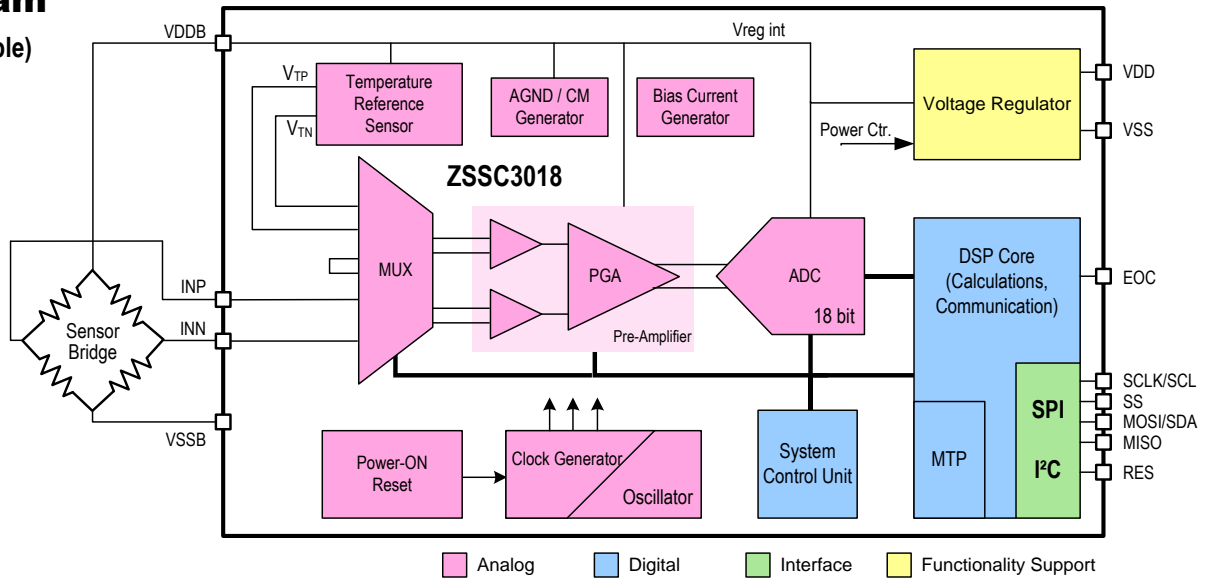 VDDB
Vreg int
VTP
Temperature
Reference
Sensor
VTN
AGND / CM
Generator
Bias Current
Generator
Voltage Regulator
Power Ctr.
VDD
VSS
ZSSC3018
MUX
PGA
Pre-Amplifier
ADC
18 bit
DSP Core
(Calculations,
Communication)
EOC
INP
INN
Sensor
Bridge
VSSB
SPI
I²C
MTP
SCLK/SCL
SS
MOSI/SDA
MISO
RES
Power-ON
Reset
Clock Generator
Oscillator
System
Control Unit
Analog
Digital
Interface
Functionality Support